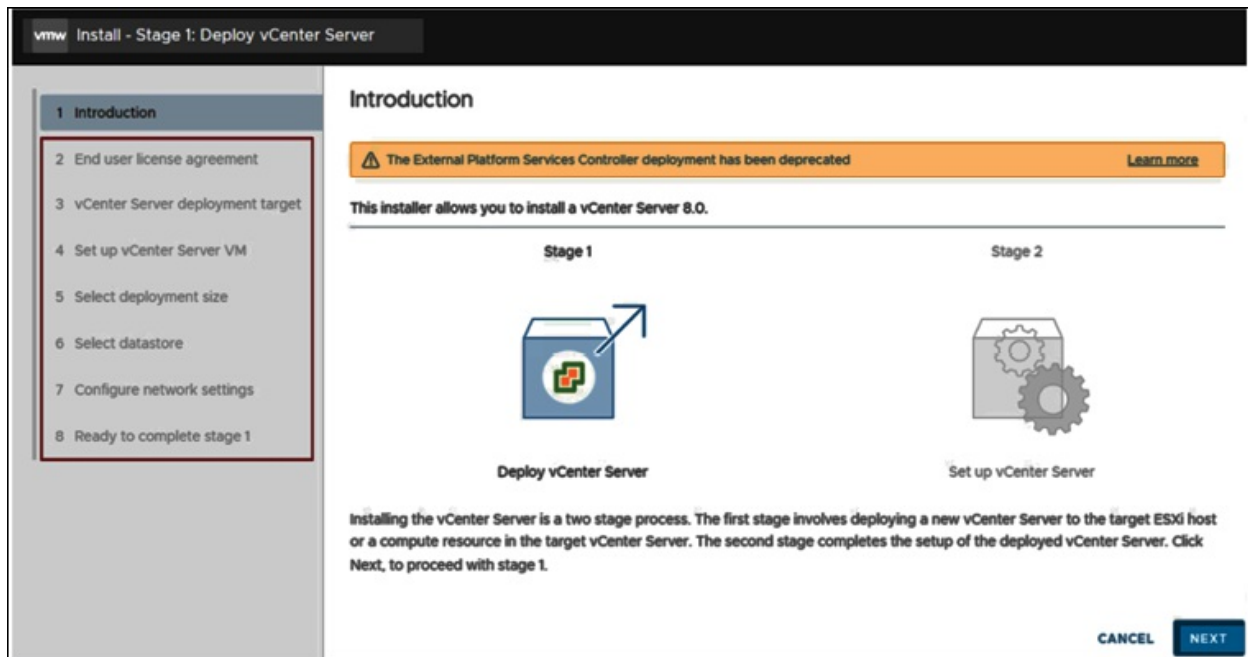 vmw Install - Stage 1: Deploy vCenter Server
1 Introduction
2 End user license agreement
3 vCenter Server deployment target
4 Set up vCenter Server VM
5 Select deployment size
6 Select datastore
7 Configure network settings
8 Ready to complete stage 1
Introduction
The External Platform Services Controller deployment has been deprecated Learn more
This installer allows you to install a vCenter Server 8.0.
Stage 1
Deploy vCenter Server
Stage 2
Set up vCenter Server
Installing the vCenter Server is a two stage process. The first stage involves deploying a new vCenter Server to the target ESXi host
or a compute resource in the target vCenter Server. The second stage completes the setup of the deployed vCenter Server. Click
Next, to proceed with stage 1.
CANCEL NEXT